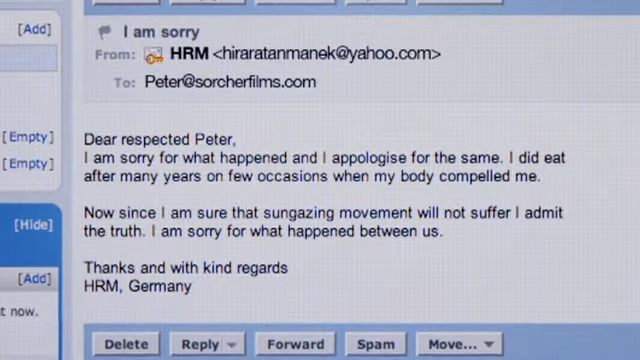 [Add]
I am sorry
From: HRM <hiraratanmanek@yahoo.com>
To: Peter@sorcherfilms.com
[Empty]
[Empty]
Dear respected Peter,
I am sorry for what happened and I appologise for the same. I did eat
after many years on few occasions when my body compelled me.
Now since I am sure that sungazing movement will not suffer I admit
the truth. I am sorry for what happened between us.
[Hide]
Thanks and with kind regards
[Add]
HRM, Germany
t now.
Delete
Reply
Forward
Spam
Move...